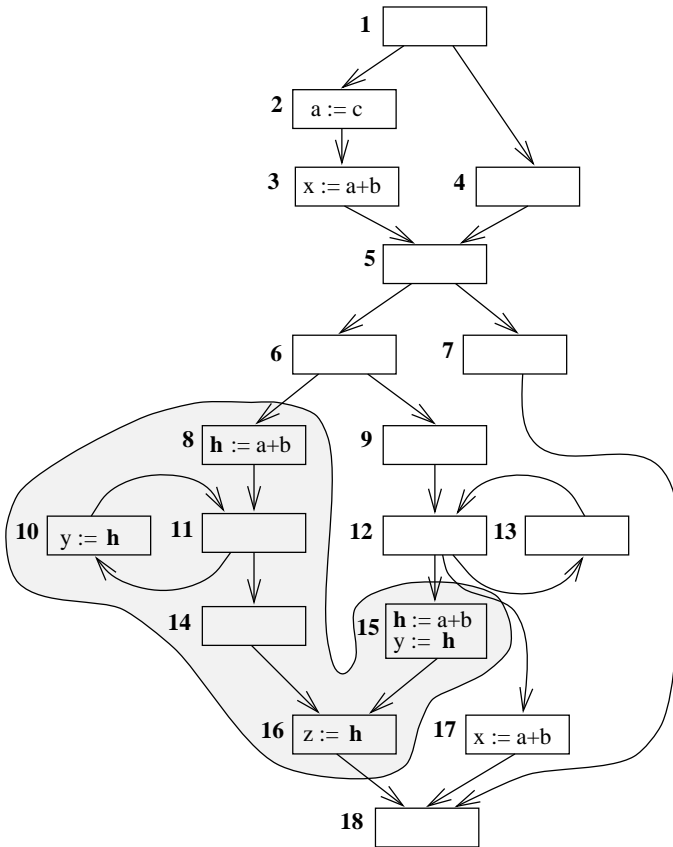 1
2 a := c
3 x := a+b
4
5
6
7
8 h := a+b
9
10 y := h
11
12
13
14
15 h := a+b
y := h
16 z := h
17 x := a+b
18